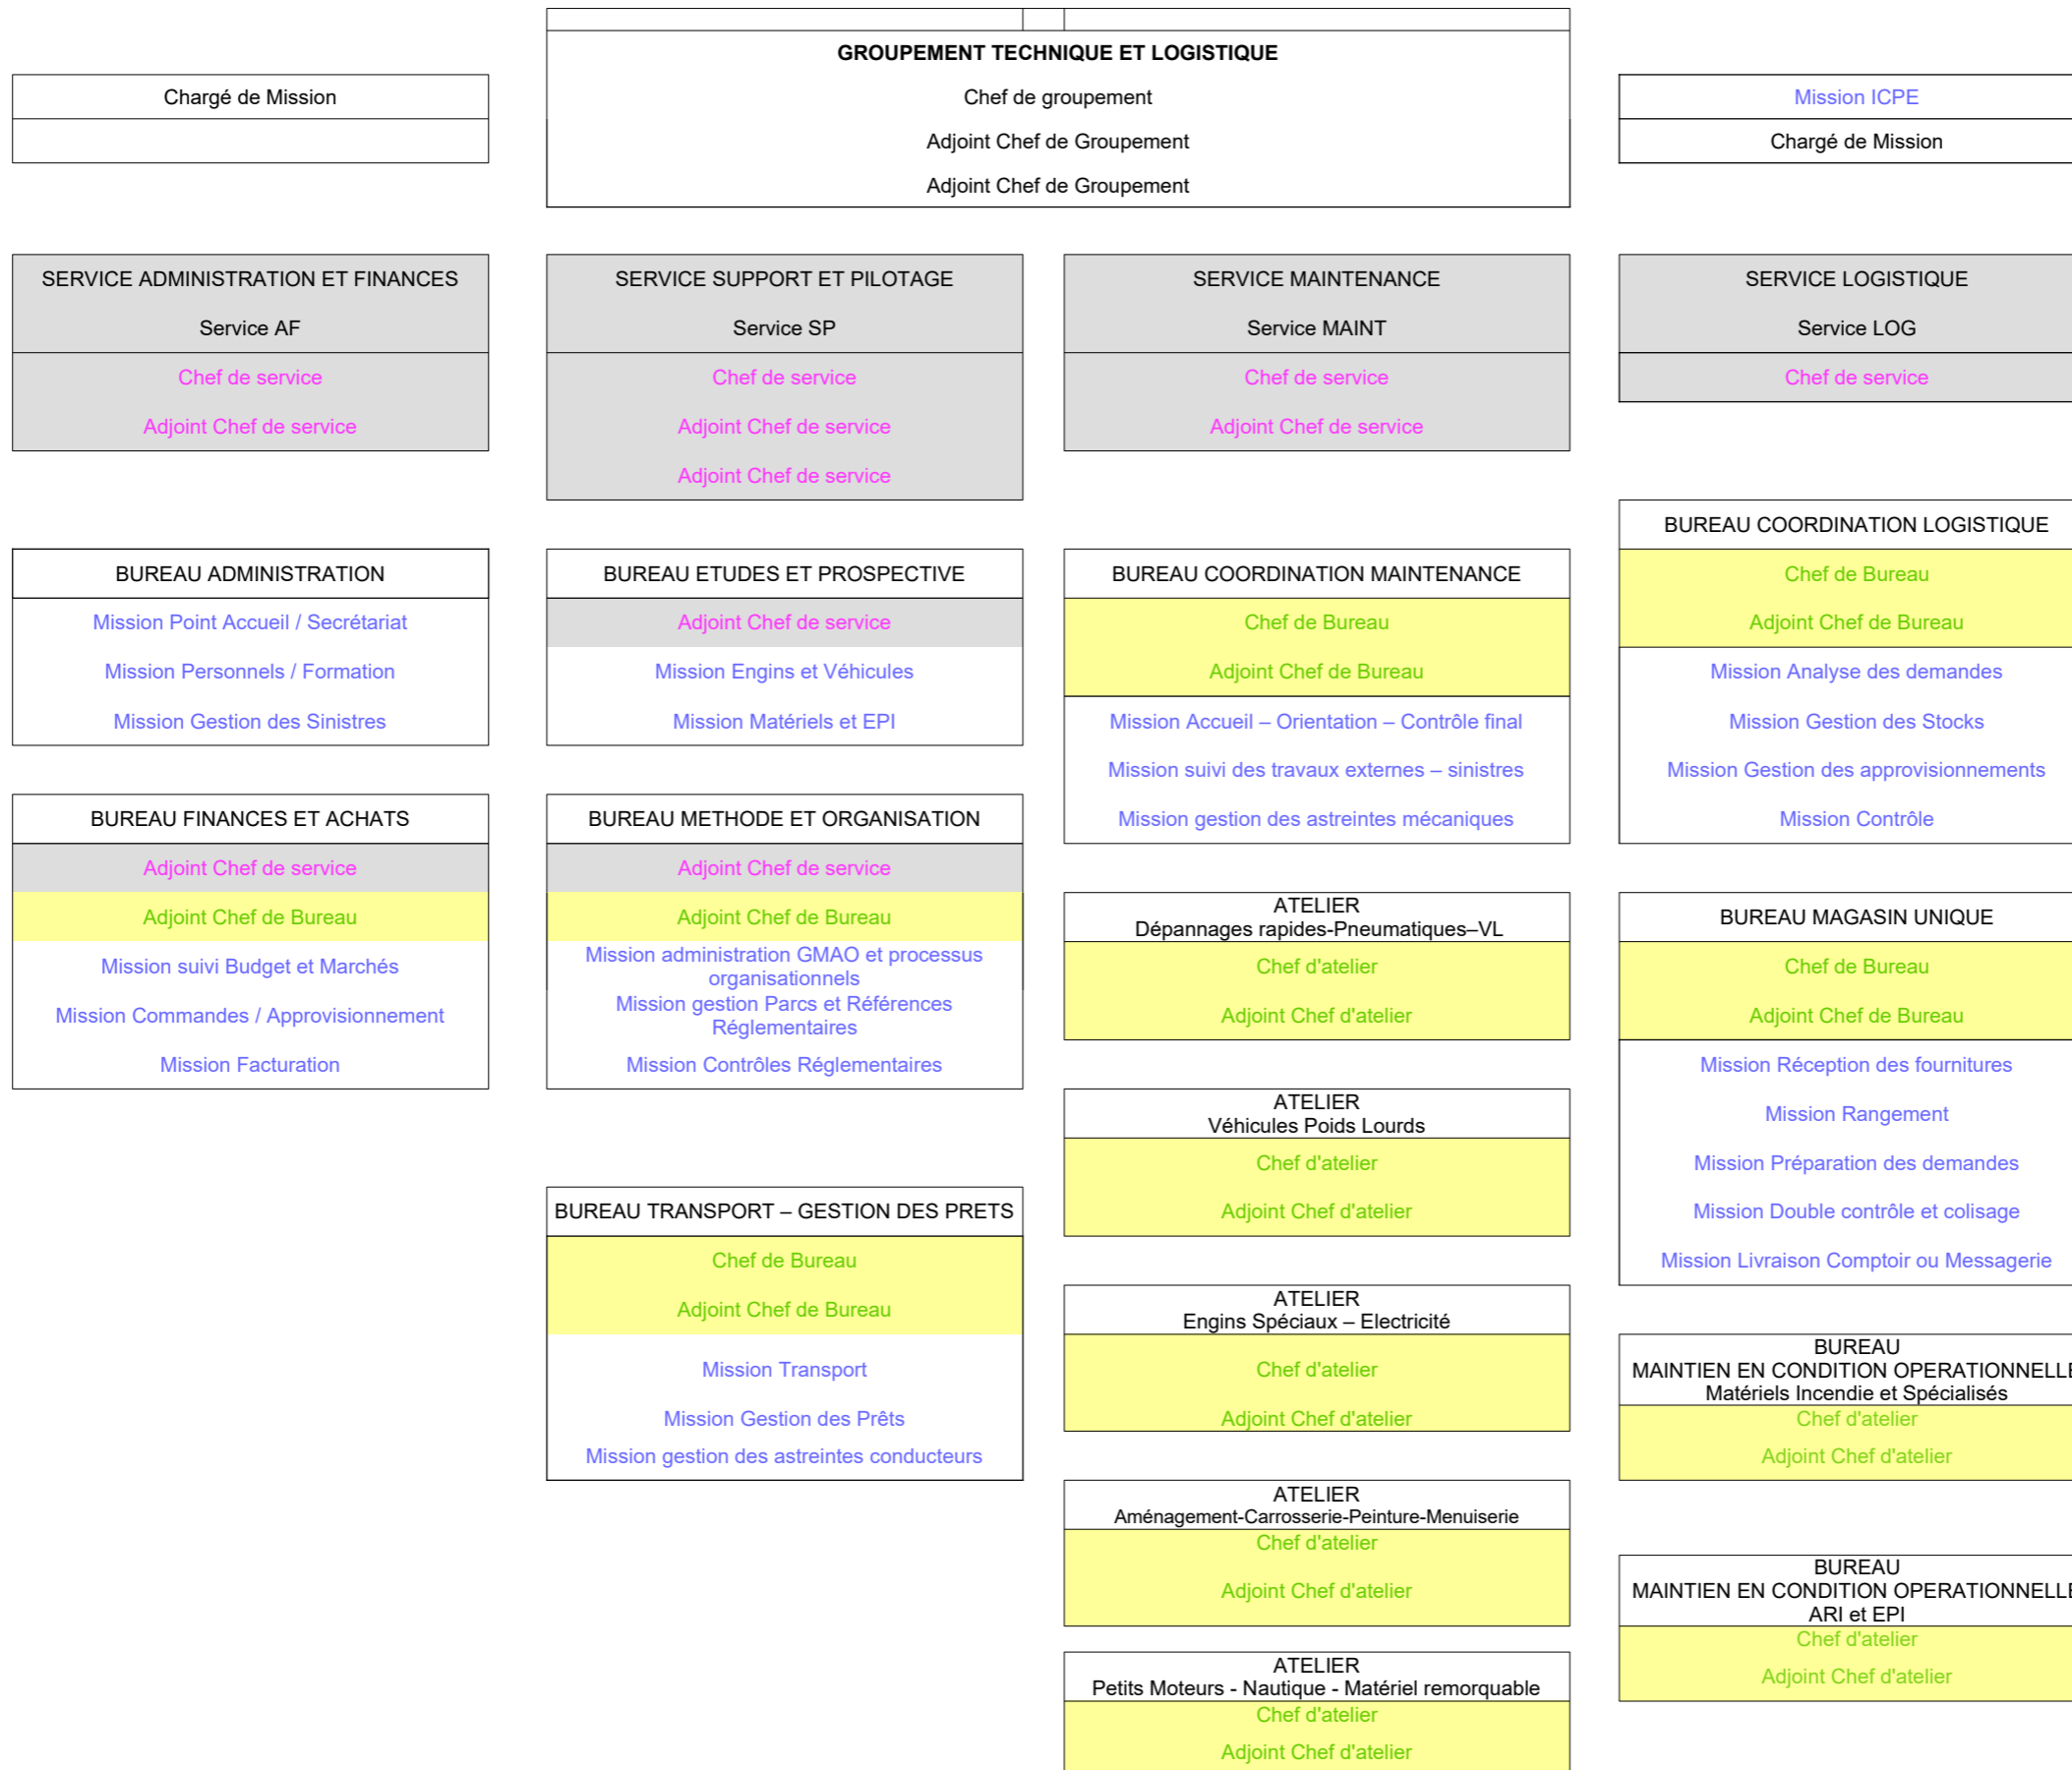 GROUPEMENT TECHNIQUE ET LOGISTIQUE
Chef de groupement
Adjoint Chef de Groupement
Adjoint Chef de Groupement
Chargé de Mission
Mission ICPE
Chargé de Mission
SERVICE ADMINISTRATION ET FINANCES
Service AF
Chef de service
Adjoint Chef de service
BUREAU ADMINISTRATION
Mission Point Accueil / Secrétariat
Mission Personnels / Formation
Mission Gestion des Sinistres
BUREAU FINANCES ET ACHATS
Adjoint Chef de service
Adjoint Chef de Bureau
Mission suivi Budget et Marchés
Mission Commandes / Approvisionnement
Mission Facturation
SERVICE SUPPORT ET PILOTAGE
Service SP
Chef de service
Adjoint Chef de service
Adjoint Chef de service
BUREAU ETUDES ET PROSPECTIVE
Adjoint Chef de service
Mission Engins et Véhicules
Mission Matériels et EPI
BUREAU METHODE ET ORGANISATION
Adjoint Chef de service
Adjoint Chef de Bureau
Mission administration GMAO et processus
organisationnels
Mission gestion Parcs et Références
Réglementaires
Mission Contrôles Réglementaires
BUREAU TRANSPORT – GESTION DES PRETS
Chef de Bureau
Adjoint Chef de Bureau
Mission Transport
Mission Gestion des Prêts
Mission gestion des astreintes conducteurs
SERVICE MAINTENANCE
Service MAINT
Chef de service
Adjoint Chef de service
BUREAU COORDINATION MAINTENANCE
Chef de Bureau
Adjoint Chef de Bureau
Mission Accueil – Orientation – Contrôle final
Mission suivi des travaux externes – sinistres
Mission gestion des astreintes mécaniques
ATELIER
Dépannages rapides-Pneumatiques–VL
Chef d'atelier
Adjoint Chef d'atelier
ATELIER
Véhicules Poids Lourds
Chef d'atelier
Adjoint Chef d'atelier
ATELIER
Engins Spéciaux – Electricité
Chef d'atelier
Adjoint Chef d'atelier
ATELIER
Aménagement-Carrosserie-Peinture-Menuiserie
Chef d'atelier
Adjoint Chef d'atelier
ATELIER
Petits Moteurs - Nautique - Matériel remorquable
Chef d'atelier
Adjoint Chef d'atelier
SERVICE LOGISTIQUE
Service LOG
Chef de service
BUREAU COORDINATION LOGISTIQUE
Chef de Bureau
Adjoint Chef de Bureau
Mission Analyse des demandes
Mission Gestion des Stocks
Mission Gestion des approvisionnements
Mission Contrôle
BUREAU MAGASIN UNIQUE
Chef de Bureau
Adjoint Chef de Bureau
Mission Réception des fournitures
Mission Rangement
Mission Préparation des demandes
Mission Double contrôle et colisage
Mission Livraison Comptoir ou Messagerie
BUREAU
MAINTIEN EN CONDITION OPERATIONNELLE
Matériels Incendie et Spécialisés
Chef d'atelier
Adjoint Chef d'atelier
BUREAU
MAINTIEN EN CONDITION OPERATIONNELLE
ARI et EPI
Chef d'atelier
Adjoint Chef d'atelier